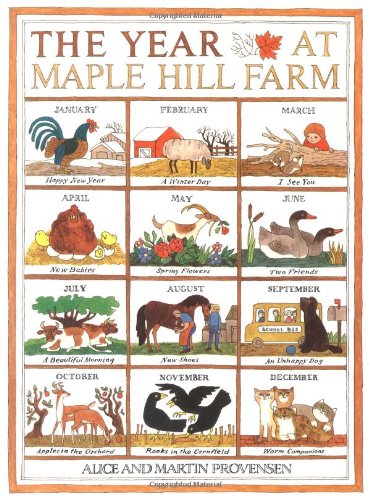 THE YEAR AT
MAPLE HILL FARM
JANUARY
Happy New Year
FEBRUARY
A Winter Day
MARCH
I See You
APRIL
New Babies
MAY
Spring Flowers
JUNE
Two Friends
JULY
A Beautiful Morning
AUGUST
New Shoes
SEPTEMBER
SCHOOL BUS
An Unhappy Dog
OCTOBER
Apples in the Orchard
NOVEMBER
Rooks in the Cornfield
DECEMBER
Warm Companions
ALICE AND MARTIN PROVENSEN